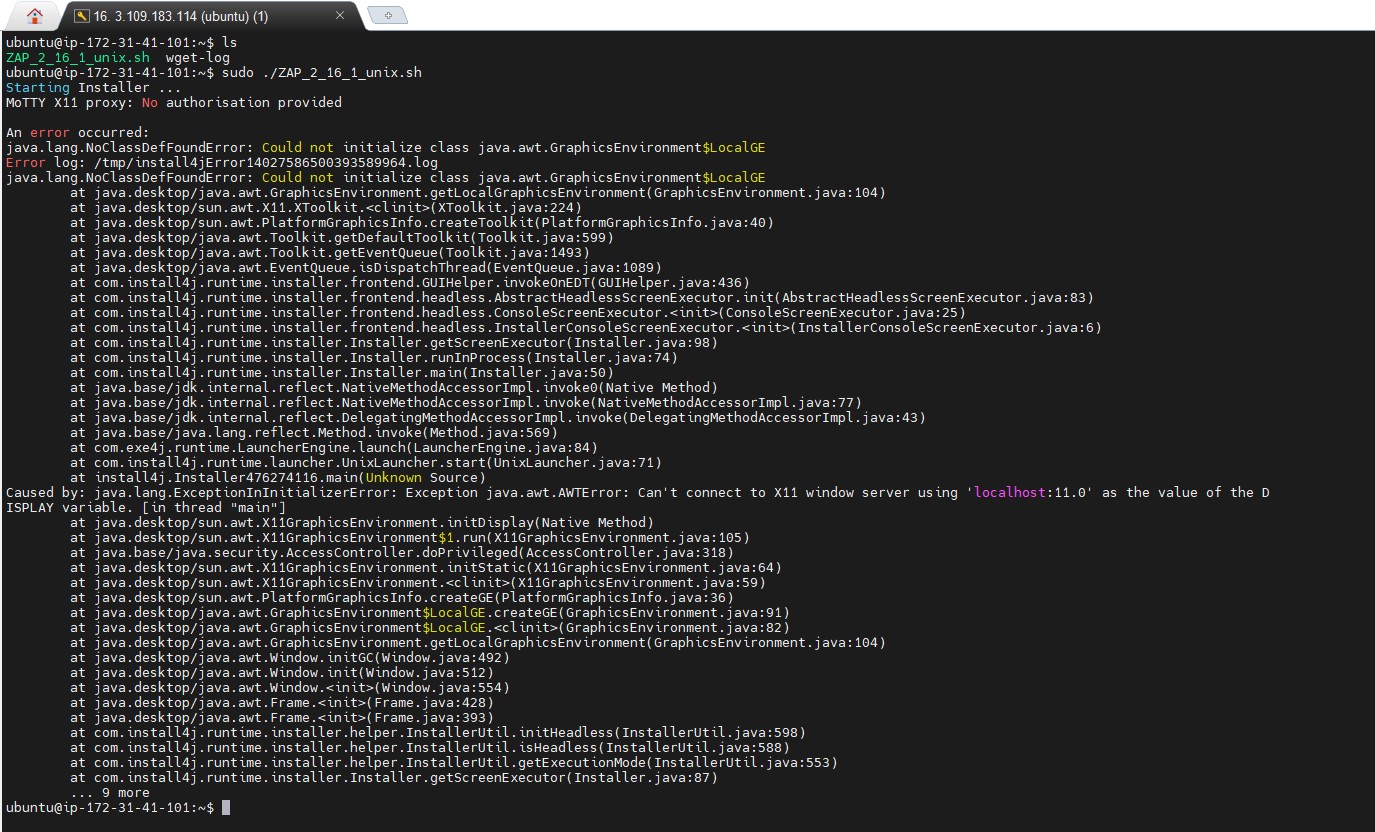 16. 3.109.183.114 (ubuntu) (1)
ubuntu@ip-172-31-41-101:~$ ls
ZAP_2_16_1_unix.sh  wget-log
ubuntu@ip-172-31-41-101:~$ sudo ./ZAP_2_16_1_unix.sh
Starting Installer ...
MoTTY X11 proxy: No authorisation provided

An error occurred:
java.lang.NoClassDefFoundError: Could not initialize class java.awt.GraphicsEnvironment$LocalGE
Error log: /tmp/install4jError14027586500393589964.log
java.lang.NoClassDefFoundError: Could not initialize class java.awt.GraphicsEnvironment$LocalGE
        at java.desktop/java.awt.GraphicsEnvironment.getLocalGraphicsEnvironment(GraphicsEnvironment.java:104)
        at java.desktop/sun.awt.X11.XToolkit.<clinit>(XToolkit.java:224)
        at java.desktop/sun.awt.PlatformGraphicsInfo.createToolkit(PlatformGraphicsInfo.java:40)
        at java.desktop/java.awt.Toolkit.getDefaultToolkit(Toolkit.java:599)
        at java.desktop/java.awt.Toolkit.getEventQueue(Toolkit.java:1493)
        at java.desktop/java.awt.EventQueue.isDispatchThread(EventQueue.java:1089)
        at com.install4j.runtime.installer.frontend.GUIHelper.invokeOnEDT(GUIHelper.java:436)
        at com.install4j.runtime.installer.frontend.headless.AbstractHeadlessScreenExecutor.init(AbstractHeadlessScreenExecutor.java:83)
        at com.install4j.runtime.installer.frontend.headless.ConsoleScreenExecutor.<init>(ConsoleScreenExecutor.java:25)
        at com.install4j.runtime.installer.frontend.headless.InstallerConsoleScreenExecutor.<init>(InstallerConsoleScreenExecutor.java:6)
        at com.install4j.runtime.installer.Installer.getScreenExecutor(Installer.java:98)
        at com.install4j.runtime.installer.Installer.runInProcess(Installer.java:74)
        at com.install4j.runtime.installer.Installer.main(Installer.java:50)
        at java.base/jdk.internal.reflect.NativeMethodAccessorImpl.invoke0(Native Method)
        at java.base/jdk.internal.reflect.NativeMethodAccessorImpl.invoke(NativeMethodAccessorImpl.java:77)
        at java.base/jdk.internal.reflect.DelegatingMethodAccessorImpl.invoke(DelegatingMethodAccessorImpl.java:43)
        at java.base/java.lang.reflect.Method.invoke(Method.java:569)
        at com.exe4j.runtime.LauncherEngine.launch(LauncherEngine.java:84)
        at com.install4j.runtime.launcher.UnixLauncher.start(UnixLauncher.java:71)
        at install4j.Installer476274116.main(Unknown Source)
Caused by: java.lang.ExceptionInInitializerError: Exception java.awt.AWTError: Can't connect to X11 window server using 'localhost:11.0' as the value of the D
ISPLAY variable. [in thread "main"]
        at java.desktop/sun.awt.X11GraphicsEnvironment.initDisplay(Native Method)
        at java.desktop/sun.awt.X11GraphicsEnvironment$1.run(X11GraphicsEnvironment.java:105)
        at java.base/java.security.AccessController.doPrivileged(AccessController.java:318)
        at java.desktop/sun.awt.X11GraphicsEnvironment.initStatic(X11GraphicsEnvironment.java:64)
        at java.desktop/sun.awt.X11GraphicsEnvironment.<clinit>(X11GraphicsEnvironment.java:59)
        at java.desktop/sun.awt.PlatformGraphicsInfo.createGE(PlatformGraphicsInfo.java:36)
        at java.desktop/java.awt.GraphicsEnvironment$LocalGE.createGE(GraphicsEnvironment.java:91)
        at java.desktop/java.awt.GraphicsEnvironment$LocalGE.<clinit>(GraphicsEnvironment.java:82)
        at java.desktop/java.awt.GraphicsEnvironment.getLocalGraphicsEnvironment(GraphicsEnvironment.java:104)
        at java.desktop/java.awt.Window.initGC(Window.java:492)
        at java.desktop/java.awt.Window.init(Window.java:512)
        at java.desktop/java.awt.Window.<init>(Window.java:554)
        at java.desktop/java.awt.Frame.<init>(Frame.java:428)
        at java.desktop/java.awt.Frame.<init>(Frame.java:393)
        at com.install4j.runtime.installer.helper.InstallerUtil.initHeadless(InstallerUtil.java:598)
        at com.install4j.runtime.installer.helper.InstallerUtil.isHeadless(InstallerUtil.java:588)
        at com.install4j.runtime.installer.helper.InstallerUtil.getExecutionMode(InstallerUtil.java:553)
        at com.install4j.runtime.installer.Installer.getScreenExecutor(Installer.java:87)
        ... 9 more
ubuntu@ip-172-31-41-101:~$